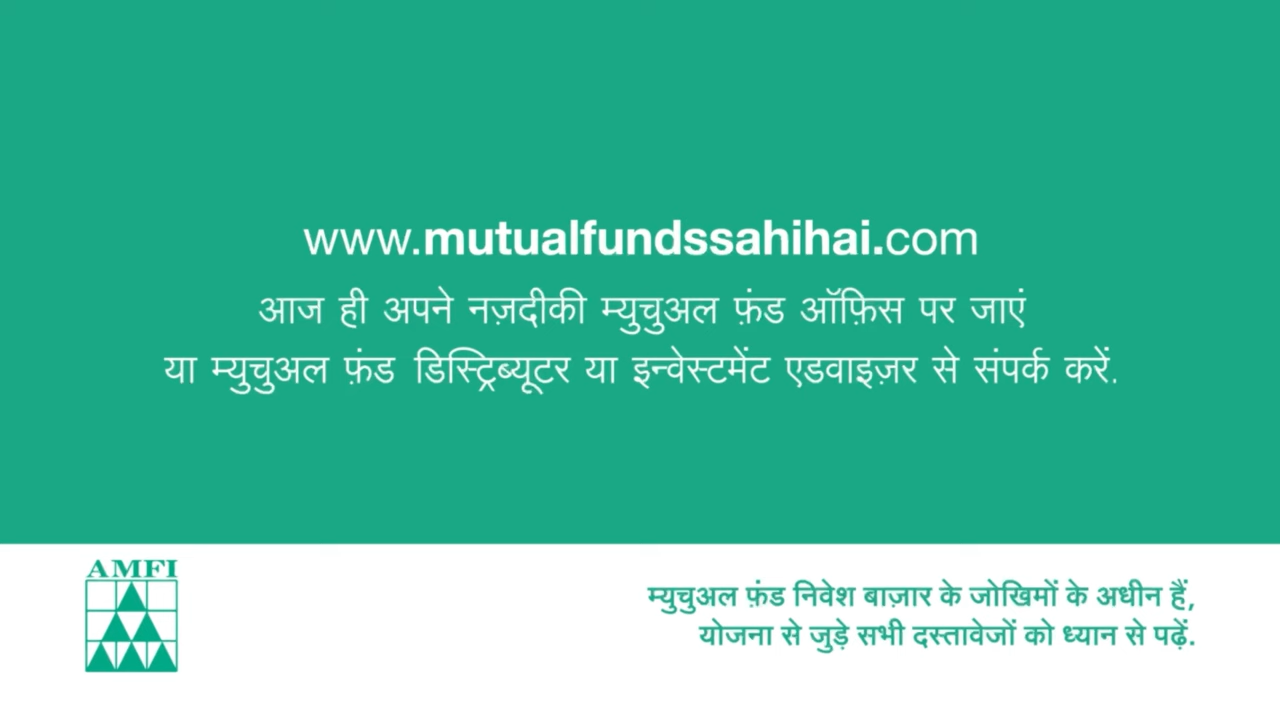 www.mutualfundssahihai.com
आज ही अपने नज़दीकी म्युचुअल फ़ंड ऑफ़िस पर जाएं
या म्युचुअल फ़ंड डिस्ट्रिब्यूटर या इन्वेस्टमेंट एडवाइज़र से संपर्क करें.
AMFI
म्युचुअल फ़ंड निवेश बाज़ार के जोखिमों के अधीन हैं,
योजना से जुड़े सभी दस्तावेजों को ध्यान से पढ़ें.